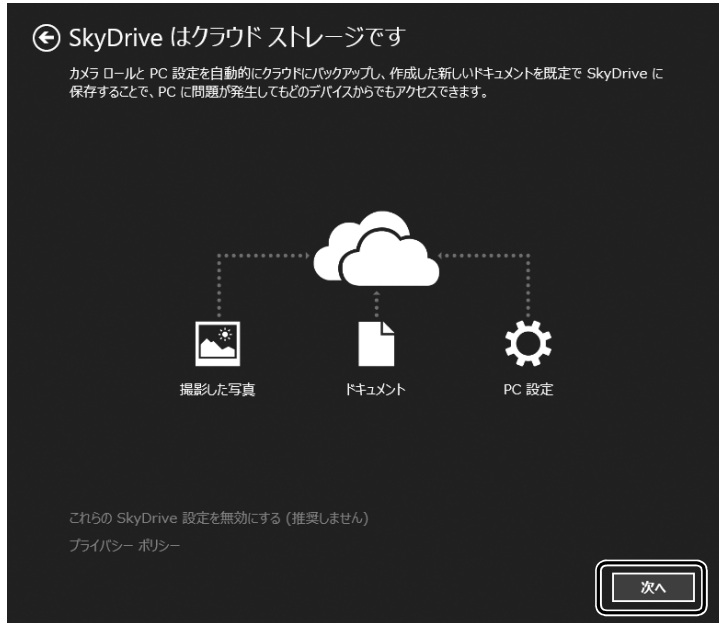 SkyDrive はクラウド ストレージです
カメラ ロールと PC 設定を自動的にクラウドにバックアップし、作成した新しいドキュメントを既定で SkyDrive に
保存することで、PC に問題が発生してもどのデバイスからでもアクセスできます。
撮影した写真
ドキュメント
PC 設定
これらの SkyDrive 設定を無効にする (推奨しません)
プライバシー ポリシー
次へ